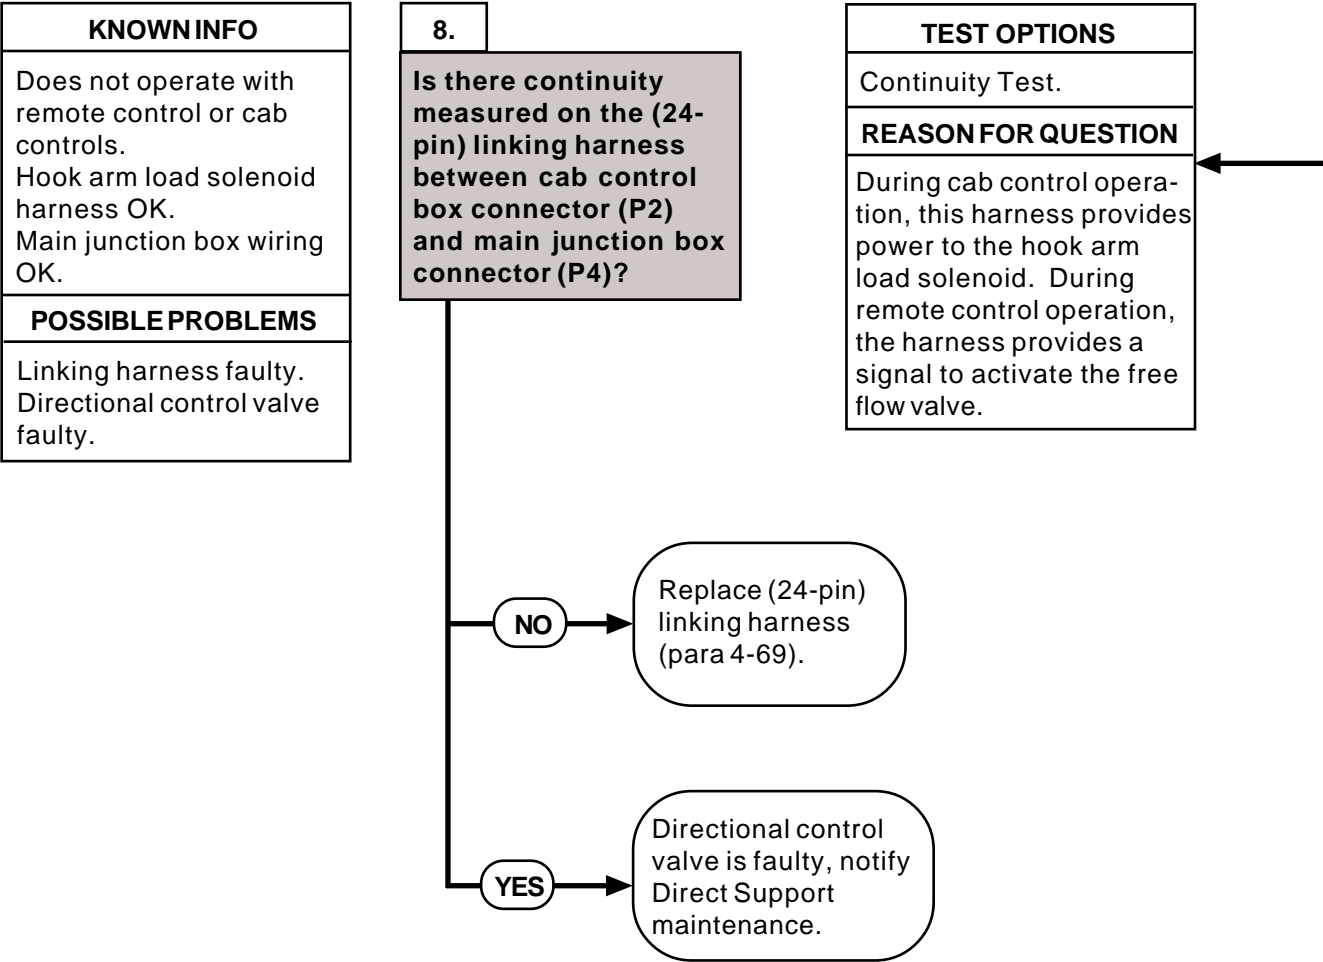 KNOWN INFO
Does not operate with
remote control or cab
controls.
Hook arm load solenoid
harness OK.
Main junction box wiring
OK.
POSSIBLE PROBLEMS
Linking harness faulty.
Directional control valve
faulty.
8.
Is there continuity
measured on the (24-
pin) linking harness
between cab control
box connector (P2)
and main junction box
connector (P4)?
TEST OPTIONS
Continuity Test.
REASON FOR QUESTION
During cab control opera-
tion, this harness provides
power to the hook arm
load solenoid. During
remote control operation,
the harness provides a
signal to activate the free
flow valve.
NO
Replace (24-pin)
linking harness
(para 4-69).
YES
Directional control
valve is faulty, notify
Direct Support
maintenance.